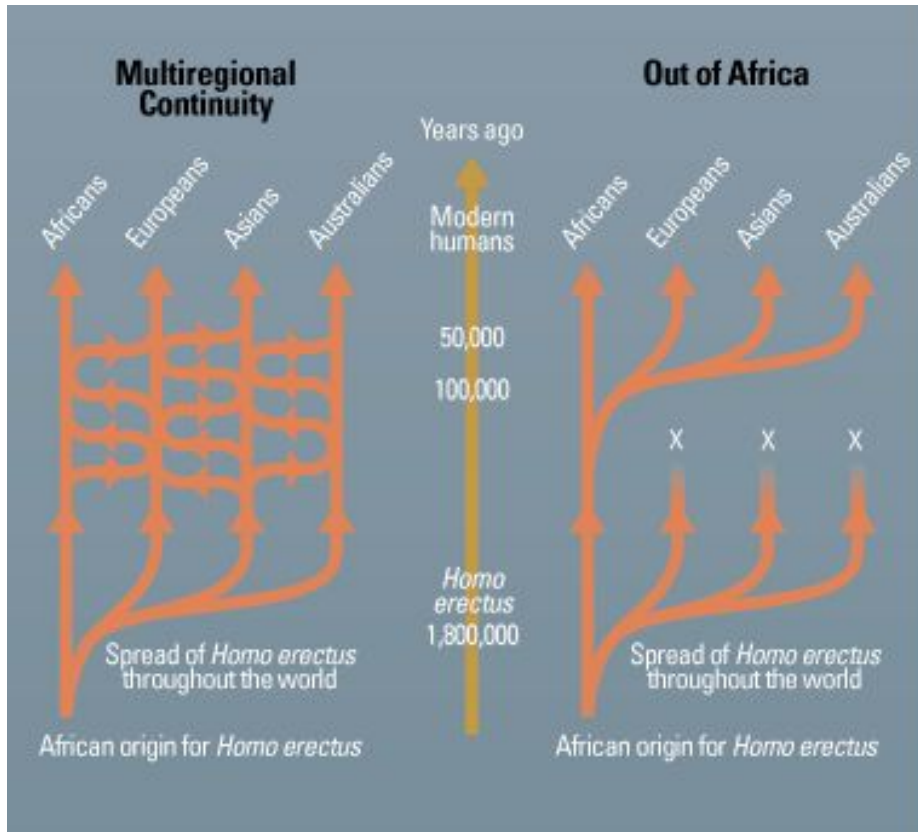 Multiregional
Continuity
Africans
Europeans
Asians
Australians
Spread of Homo erectus
throughout the world
African origin for Homo erectus
Years ago
Modern
humans
50,000
100,000
Homo
erectus
1,800,000
Out of Africa
Africans
Europeans
Asians
Australians
X X X
Spread of Homo erectus
throughout the world
African origin for Homo erectus